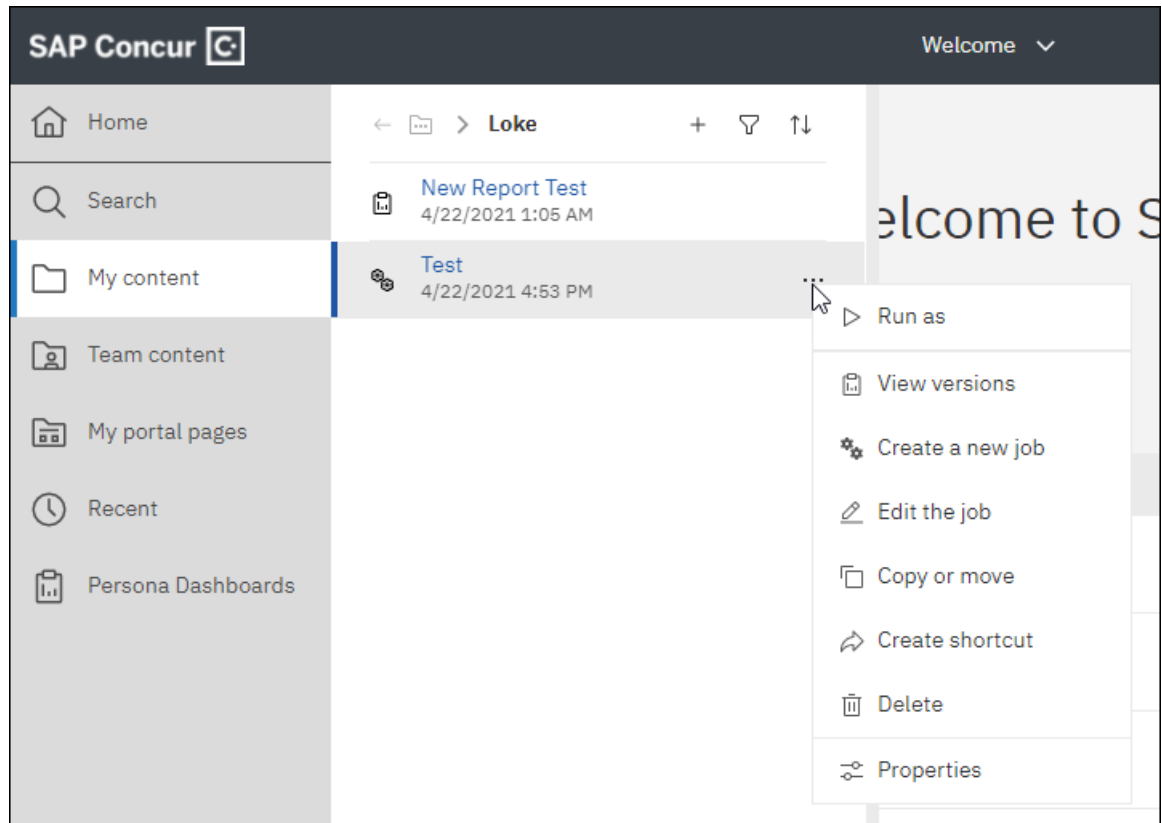 SAP Concur C
Welcome
Home
Search
My content
Team content
My portal pages
Recent
Persona Dashboards
Loke
New Report Test
4/22/2021 1:05 AM
Test
4/22/2021 4:53 PM
elcome to S
Run as
View versions
Create a new job
Edit the job
Copy or move
Create shortcut
Delete
Properties